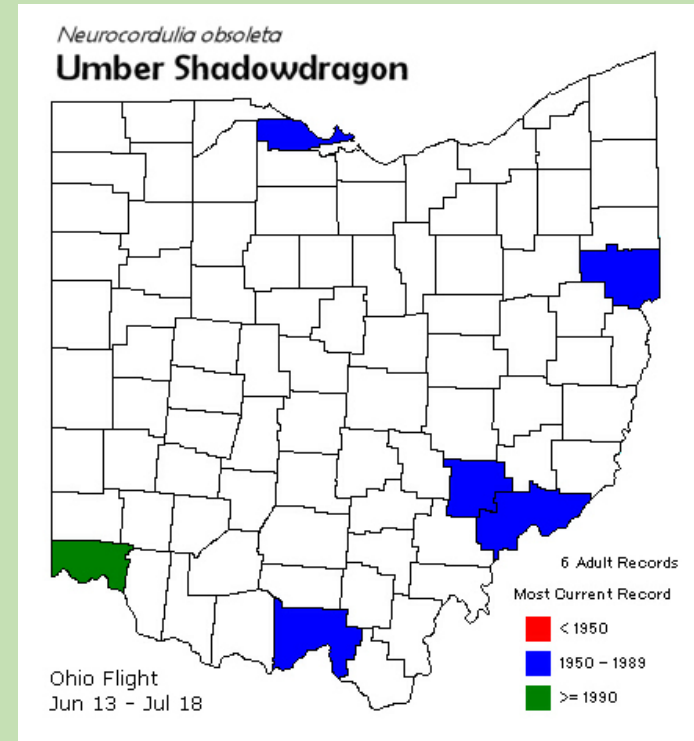 Neurocordulia obsoleta
Umber Shadowdragon
6 Adult Records
Most Current Record
< 1950
1950 - 1989
>= 1990
Ohio Flight
Jun 13 - Jul 18